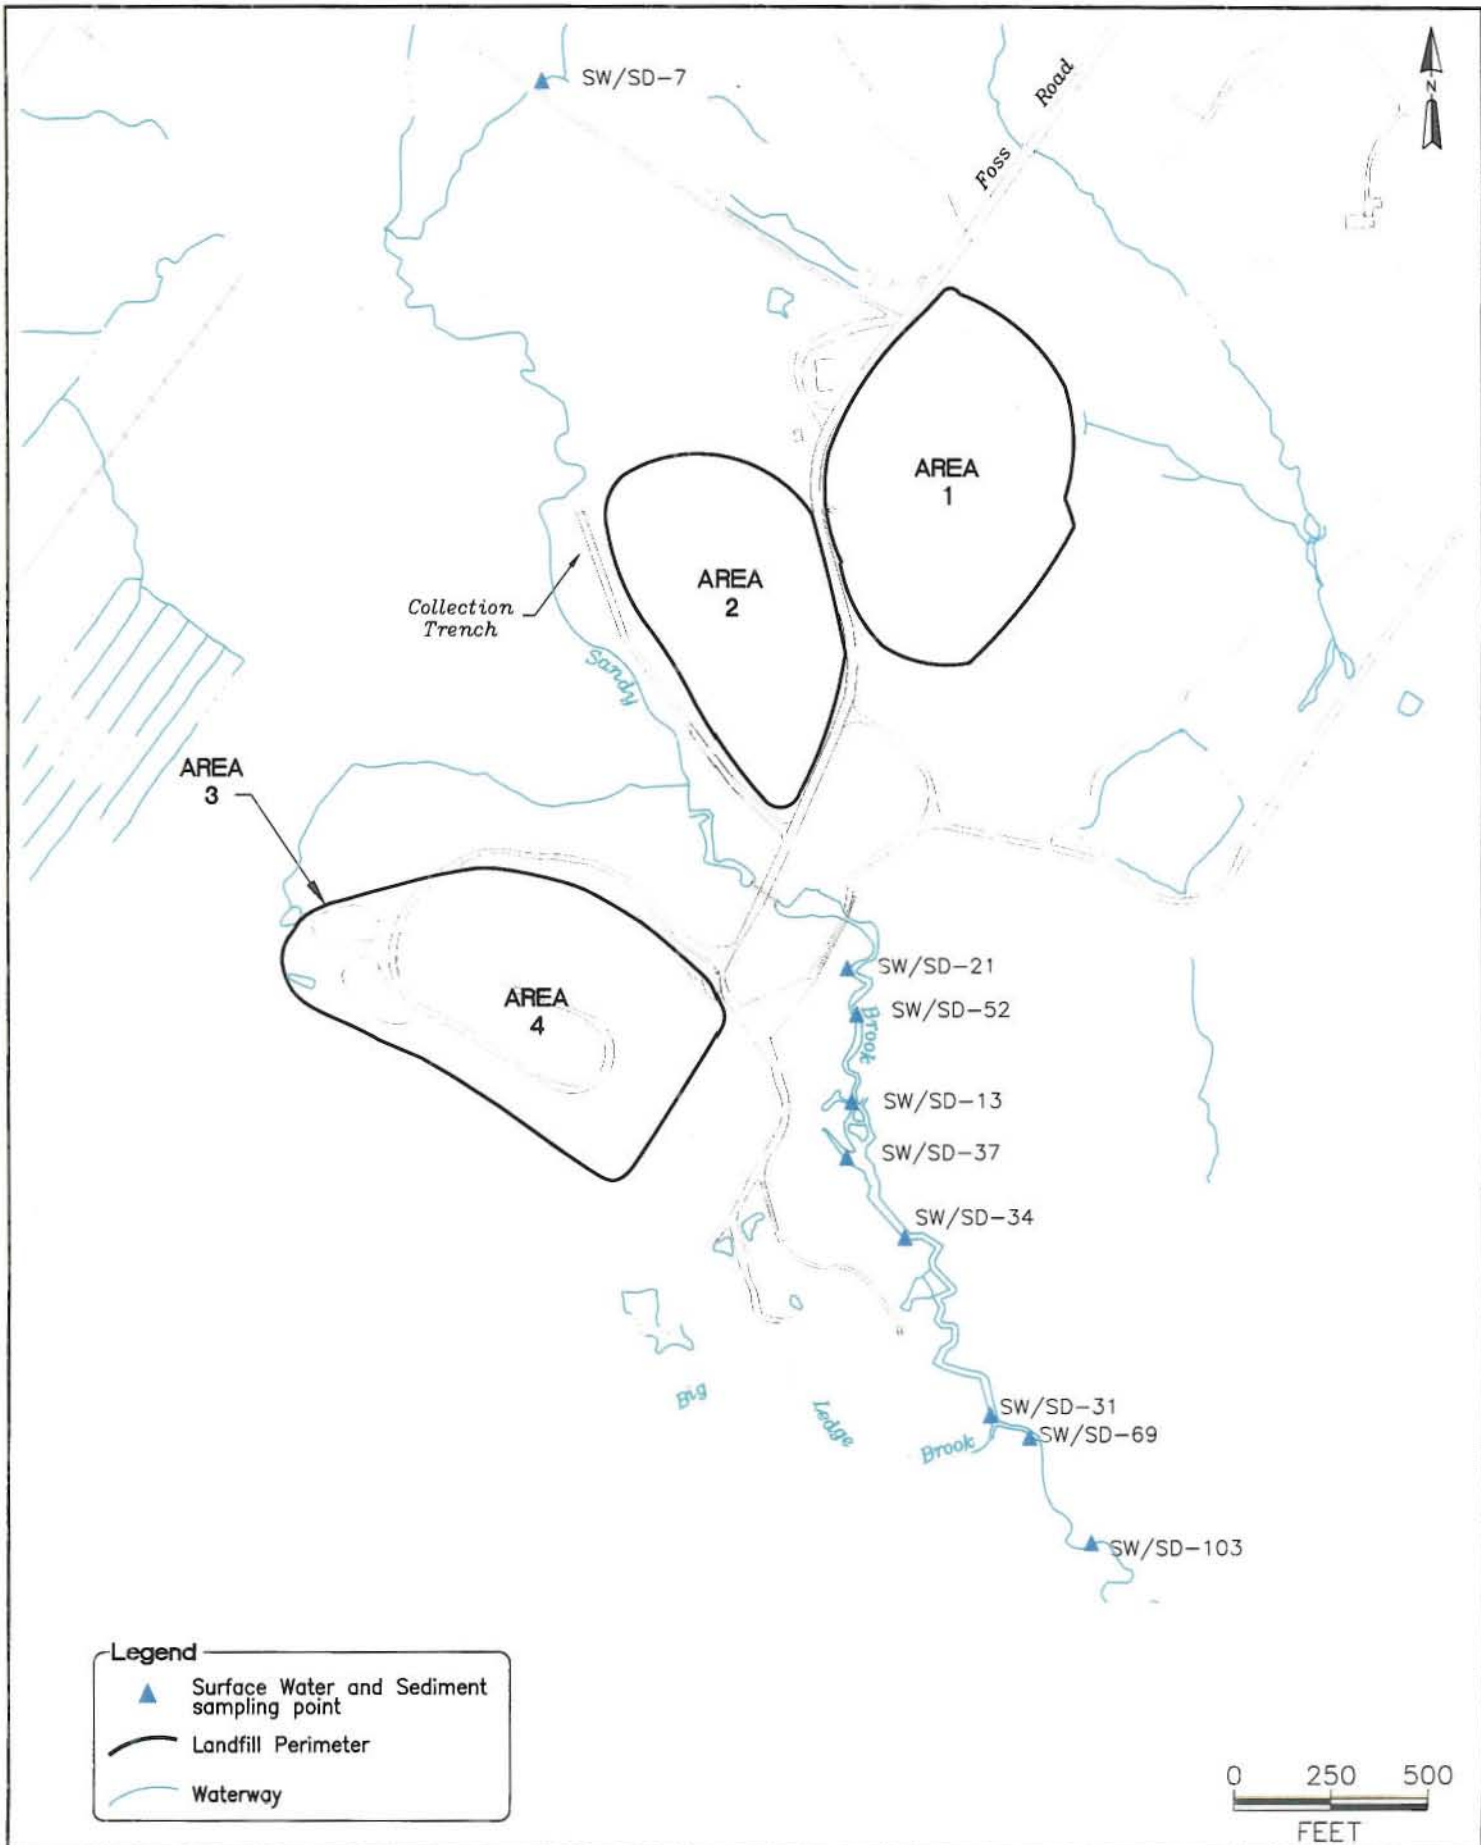 SW/SD-7
Road
Foss
N
AREA
1
AREA
2
Collection
Trench
Sandy
AREA
3
AREA
4
SW/SD-21
SW/SD-52
Brook
SW/SD-13
SW/SD-37
SW/SD-34
SW/SD-31
SW/SD-69
Big
Ledge
Brook
SW/SD-103
Legend
Surface Water and Sediment
sampling point
Landfill Perimeter
Waterway
0 250 500
FEET